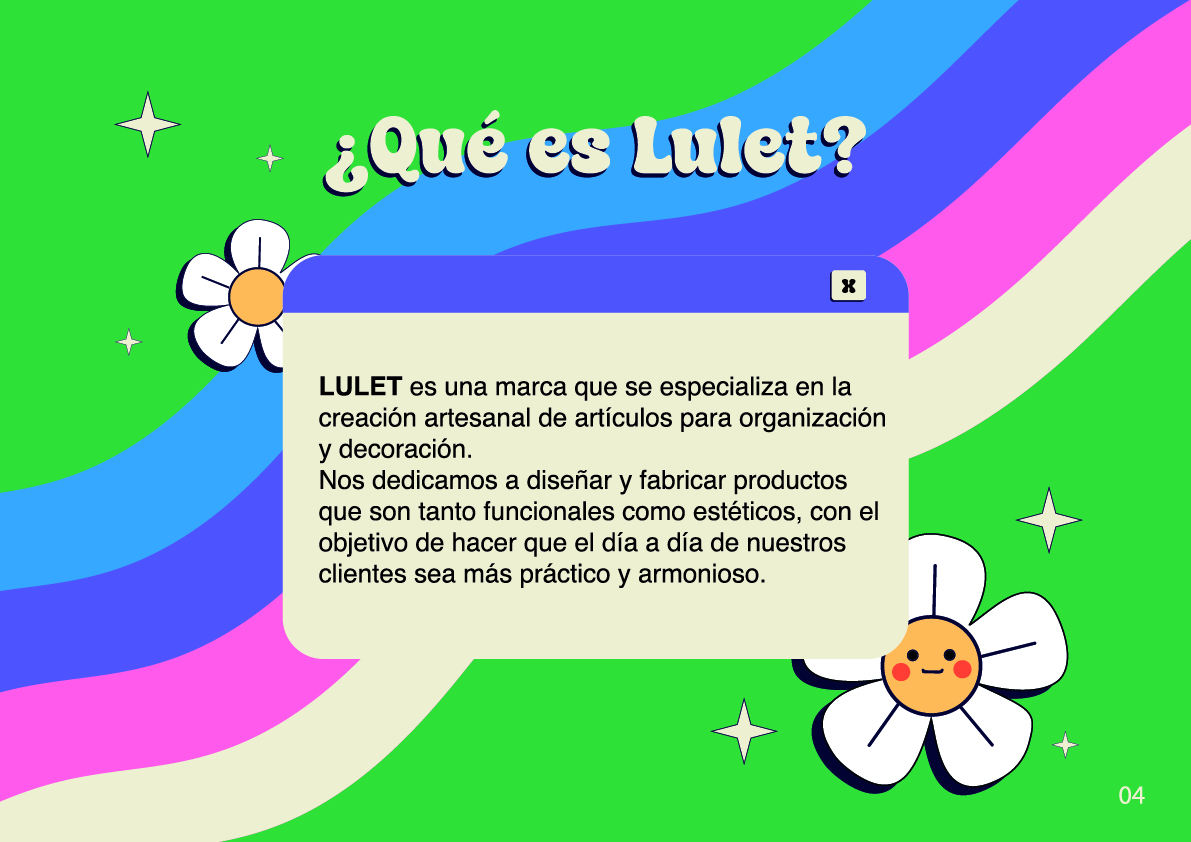 ¿Qué es Lulet?
LULET es una marca que se especializa en la
creación artesanal de artículos para organización
y decoración.
Nos dedicamos a diseñar y fabricar productos
que son tanto funcionales como estéticos, con el
objetivo de hacer que el día a día de nuestros
clientes sea más práctico y armonioso.
04